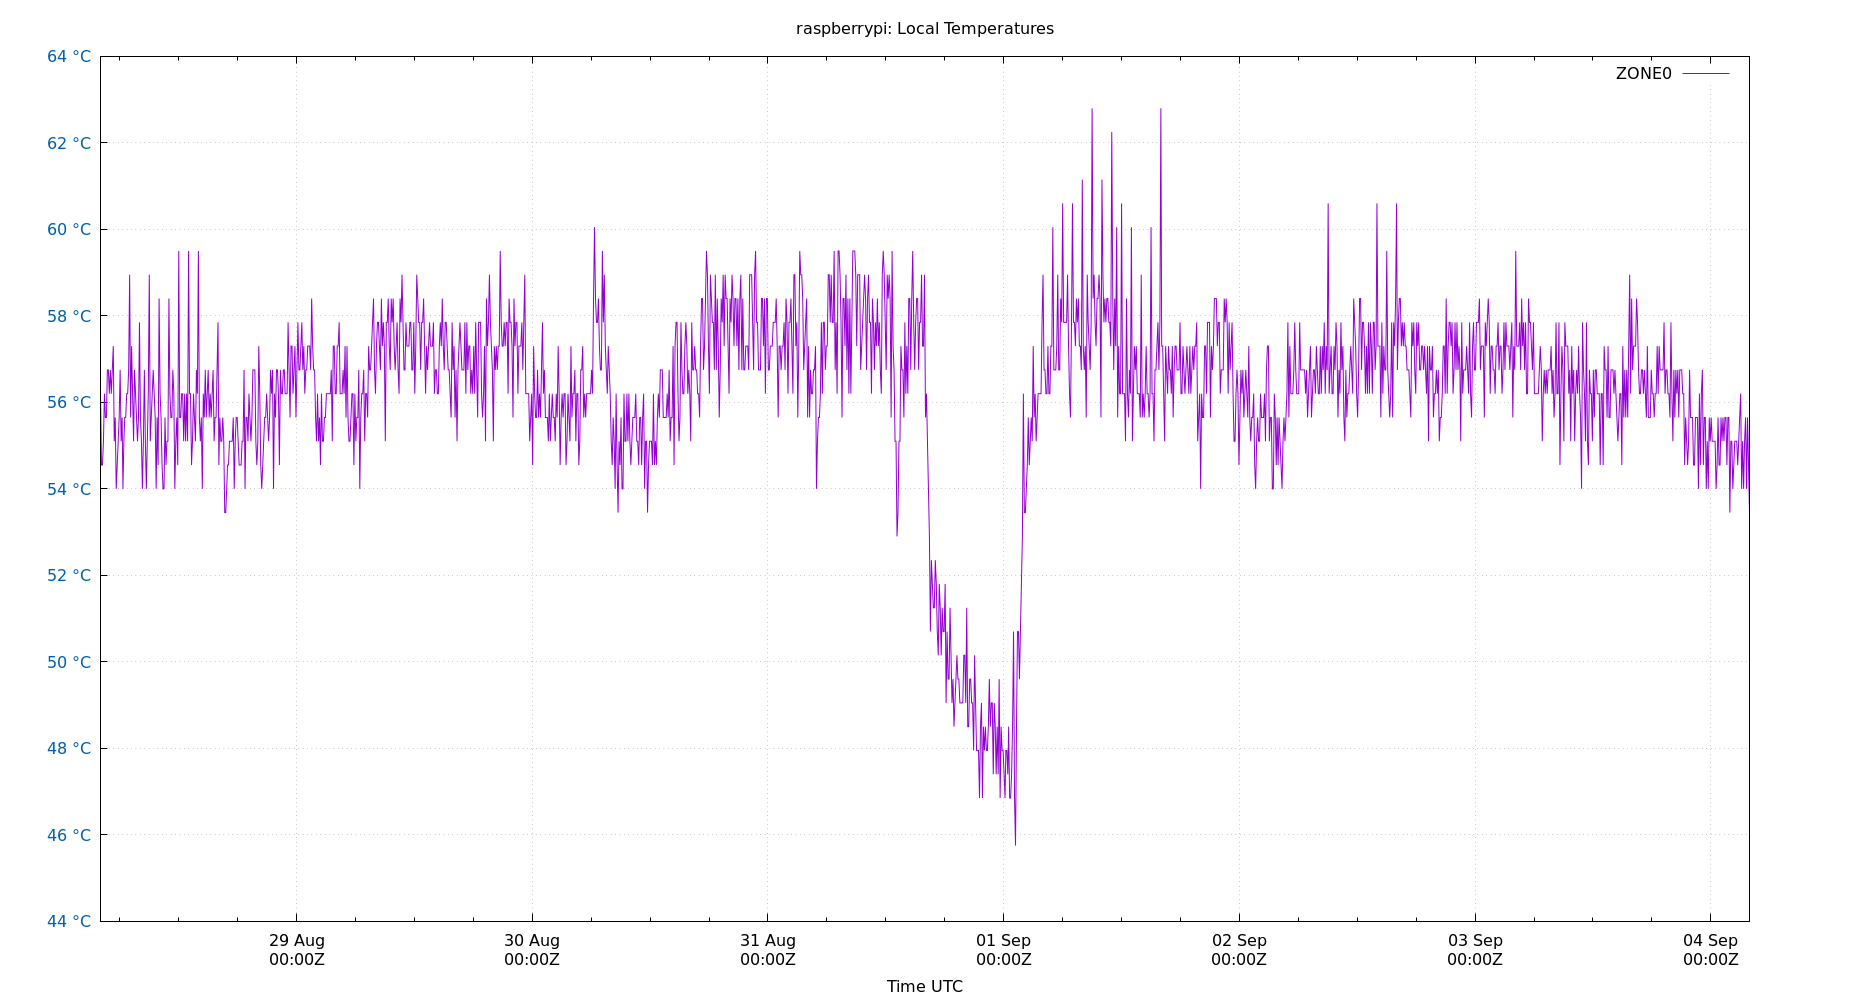 raspberrypi: Local Temperatures
64 °C
ZONE0
62 °C
60 °C
58 °C
56 °C
54 °C
52 °C
50 °C
48 °C
46 °C
44 °C
29 Aug 30 Aug 31 Aug 01 Sep 02 Sep 03 Sep 04 Sep
00:00Z 00:00Z 00:00Z 00:00Z 00:00Z 00:00Z 00:00Z
Time UTC